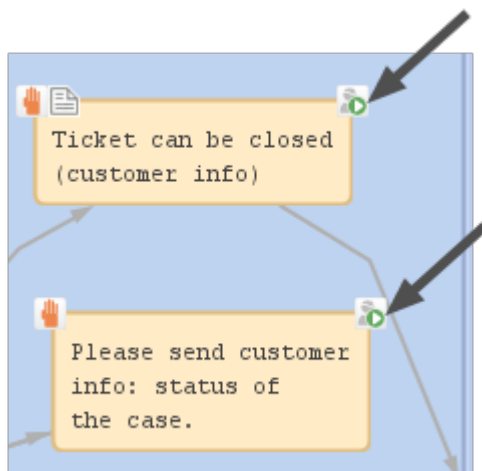 Ticket can be closed
(customer info)
Please send customer
info: status of
the case.